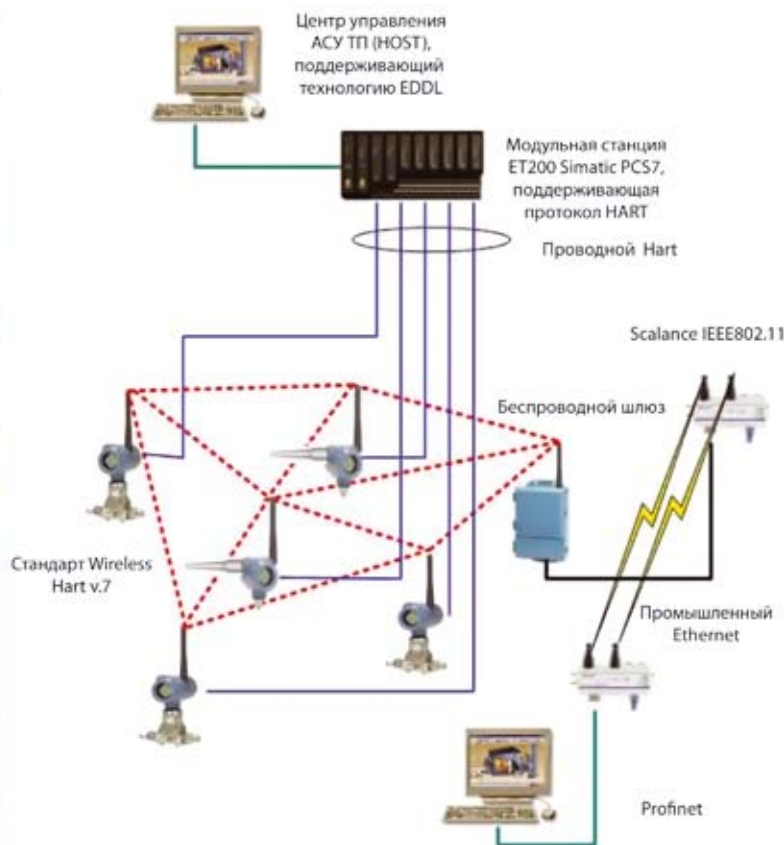 Центр управления
АСУ ТП (HOST),
поддерживающий
технологию EDDL
Модульная станция
ET200 Simatic PCS7,
поддерживающая
протокол HART
Проводной Hart
Scalance IEEE802.11
Беспроводной шлюз
Стандарт Wireless
Hart v.7
Промышленный
Ethernet
Profinet